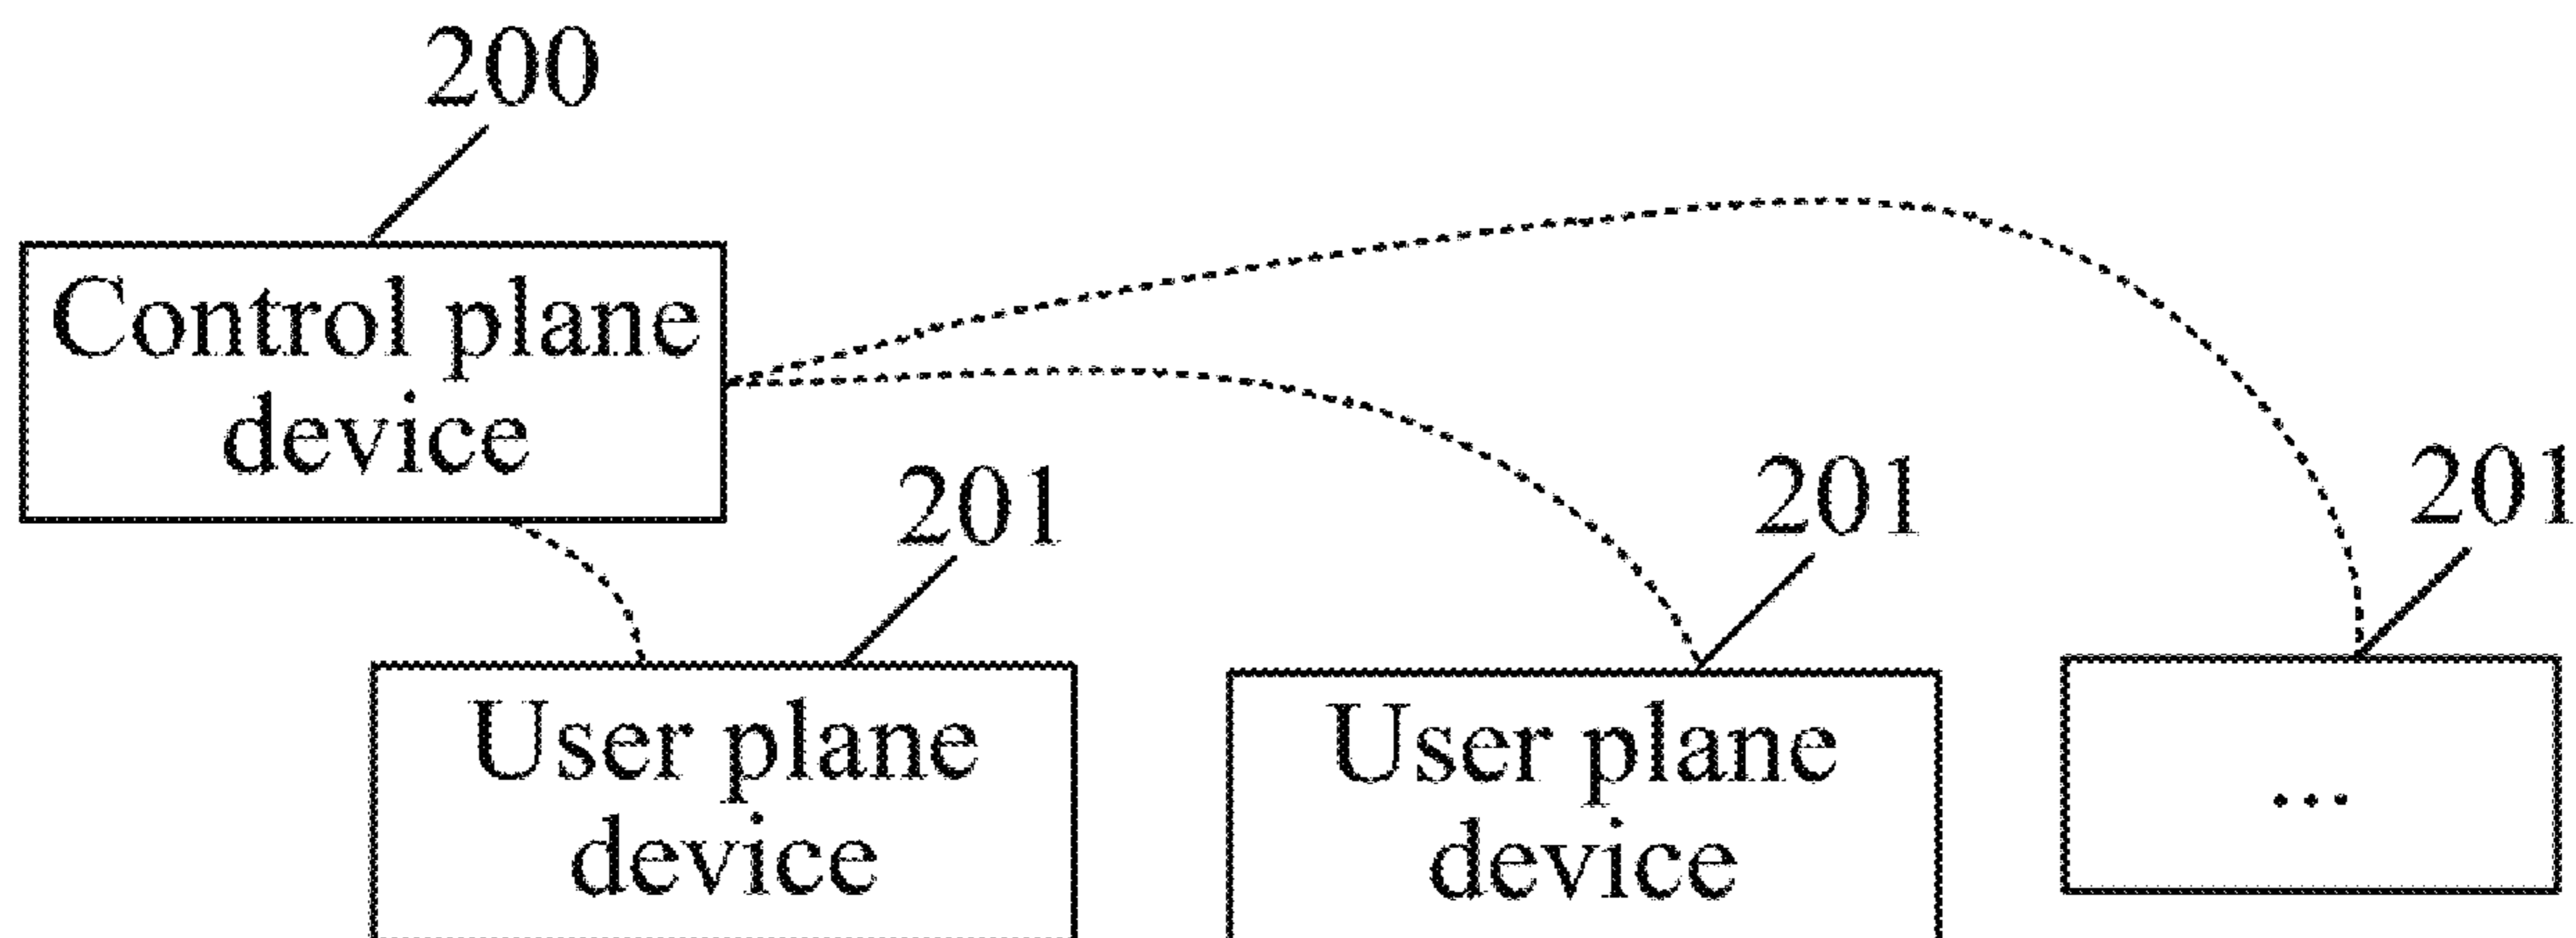 200
Control plane
device
201
201
201
User plane
device
User plane
device
...